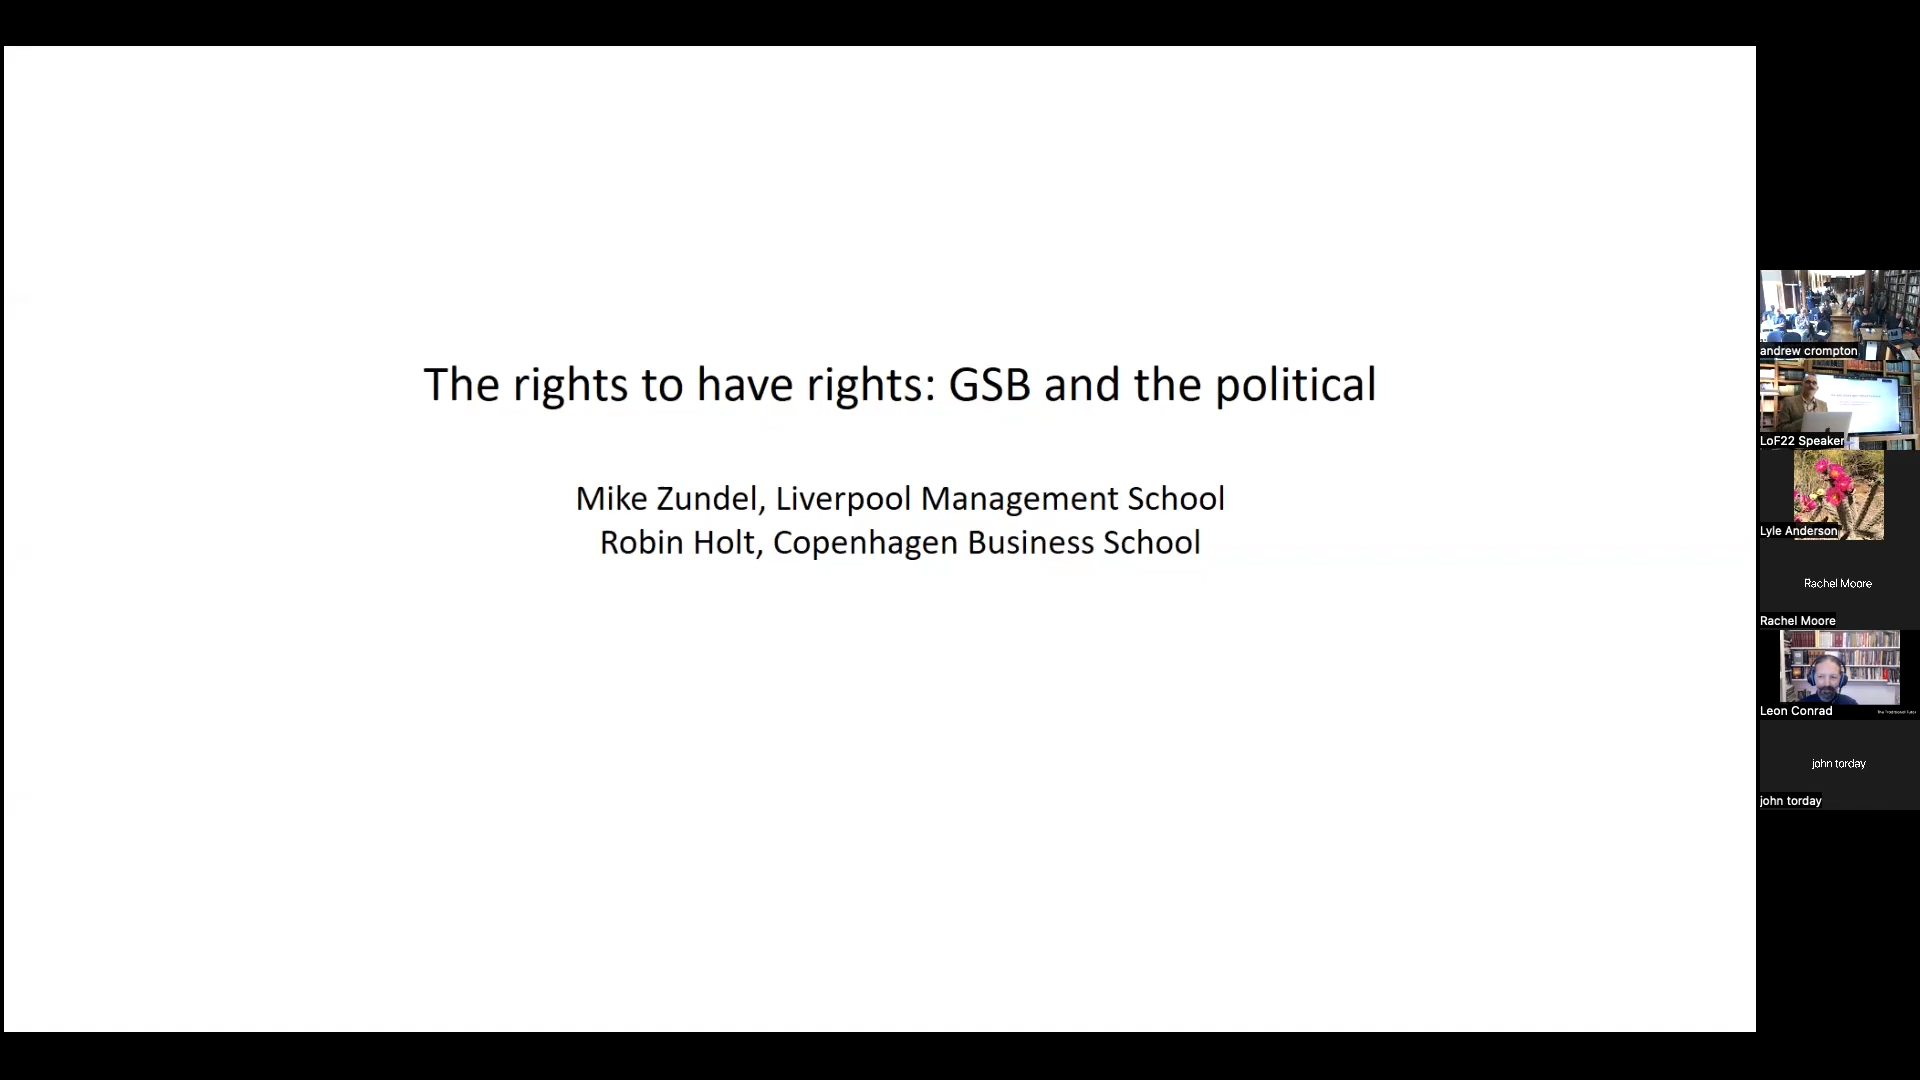 The rights to have rights: GSB and the political
Mike Zundel, Liverpool Management School
Robin Holt, Copenhagen Business School
andrew crompton
LoF22 Speaker
Lyle Anderson
Rachel Moore
Rachel Moore
Leon Conrad
john torday
john torday